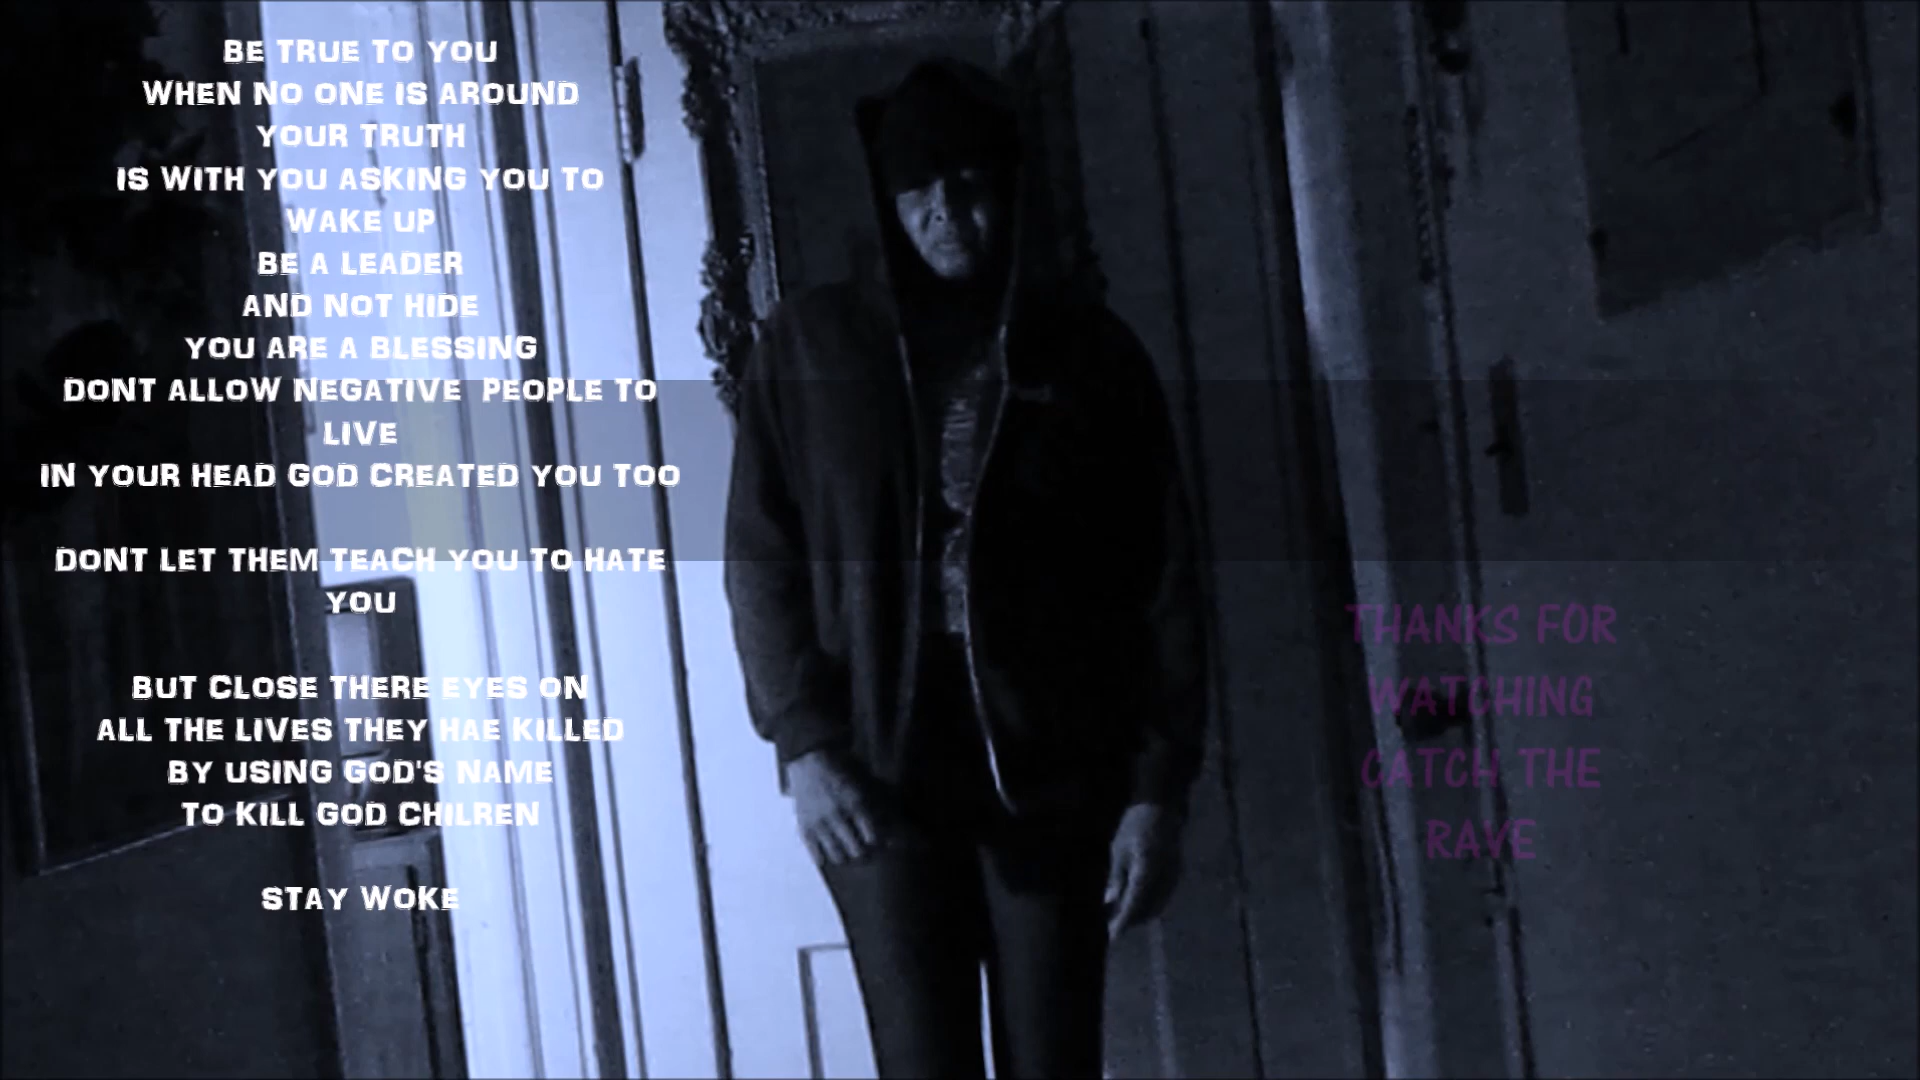 BE TRUE TO YOU
WHEN NO ONE IS AROUND
YOUR TRUTH
IS WITH YOU ASKING YOU TO
WAKE UP
BE A LEADER
AND NOT HIDE
YOU ARE A BLESSING
DONT ALLOW NEGATIVE PEOPLE TO
LIVE
IN YOUR HEAD GOD CREATED YOU TOO
DONT LET THEM TEACH YOU TO HATE
YOU
BUT CLOSE THERE EYES ON
ALL THE LIVES THEY HAE KILLED
BY USING GOD'S NAME
TO KILL GOD CHILREN
STAY WOKE
THANKS FOR
WATCHING
CATCH THE
RAVE